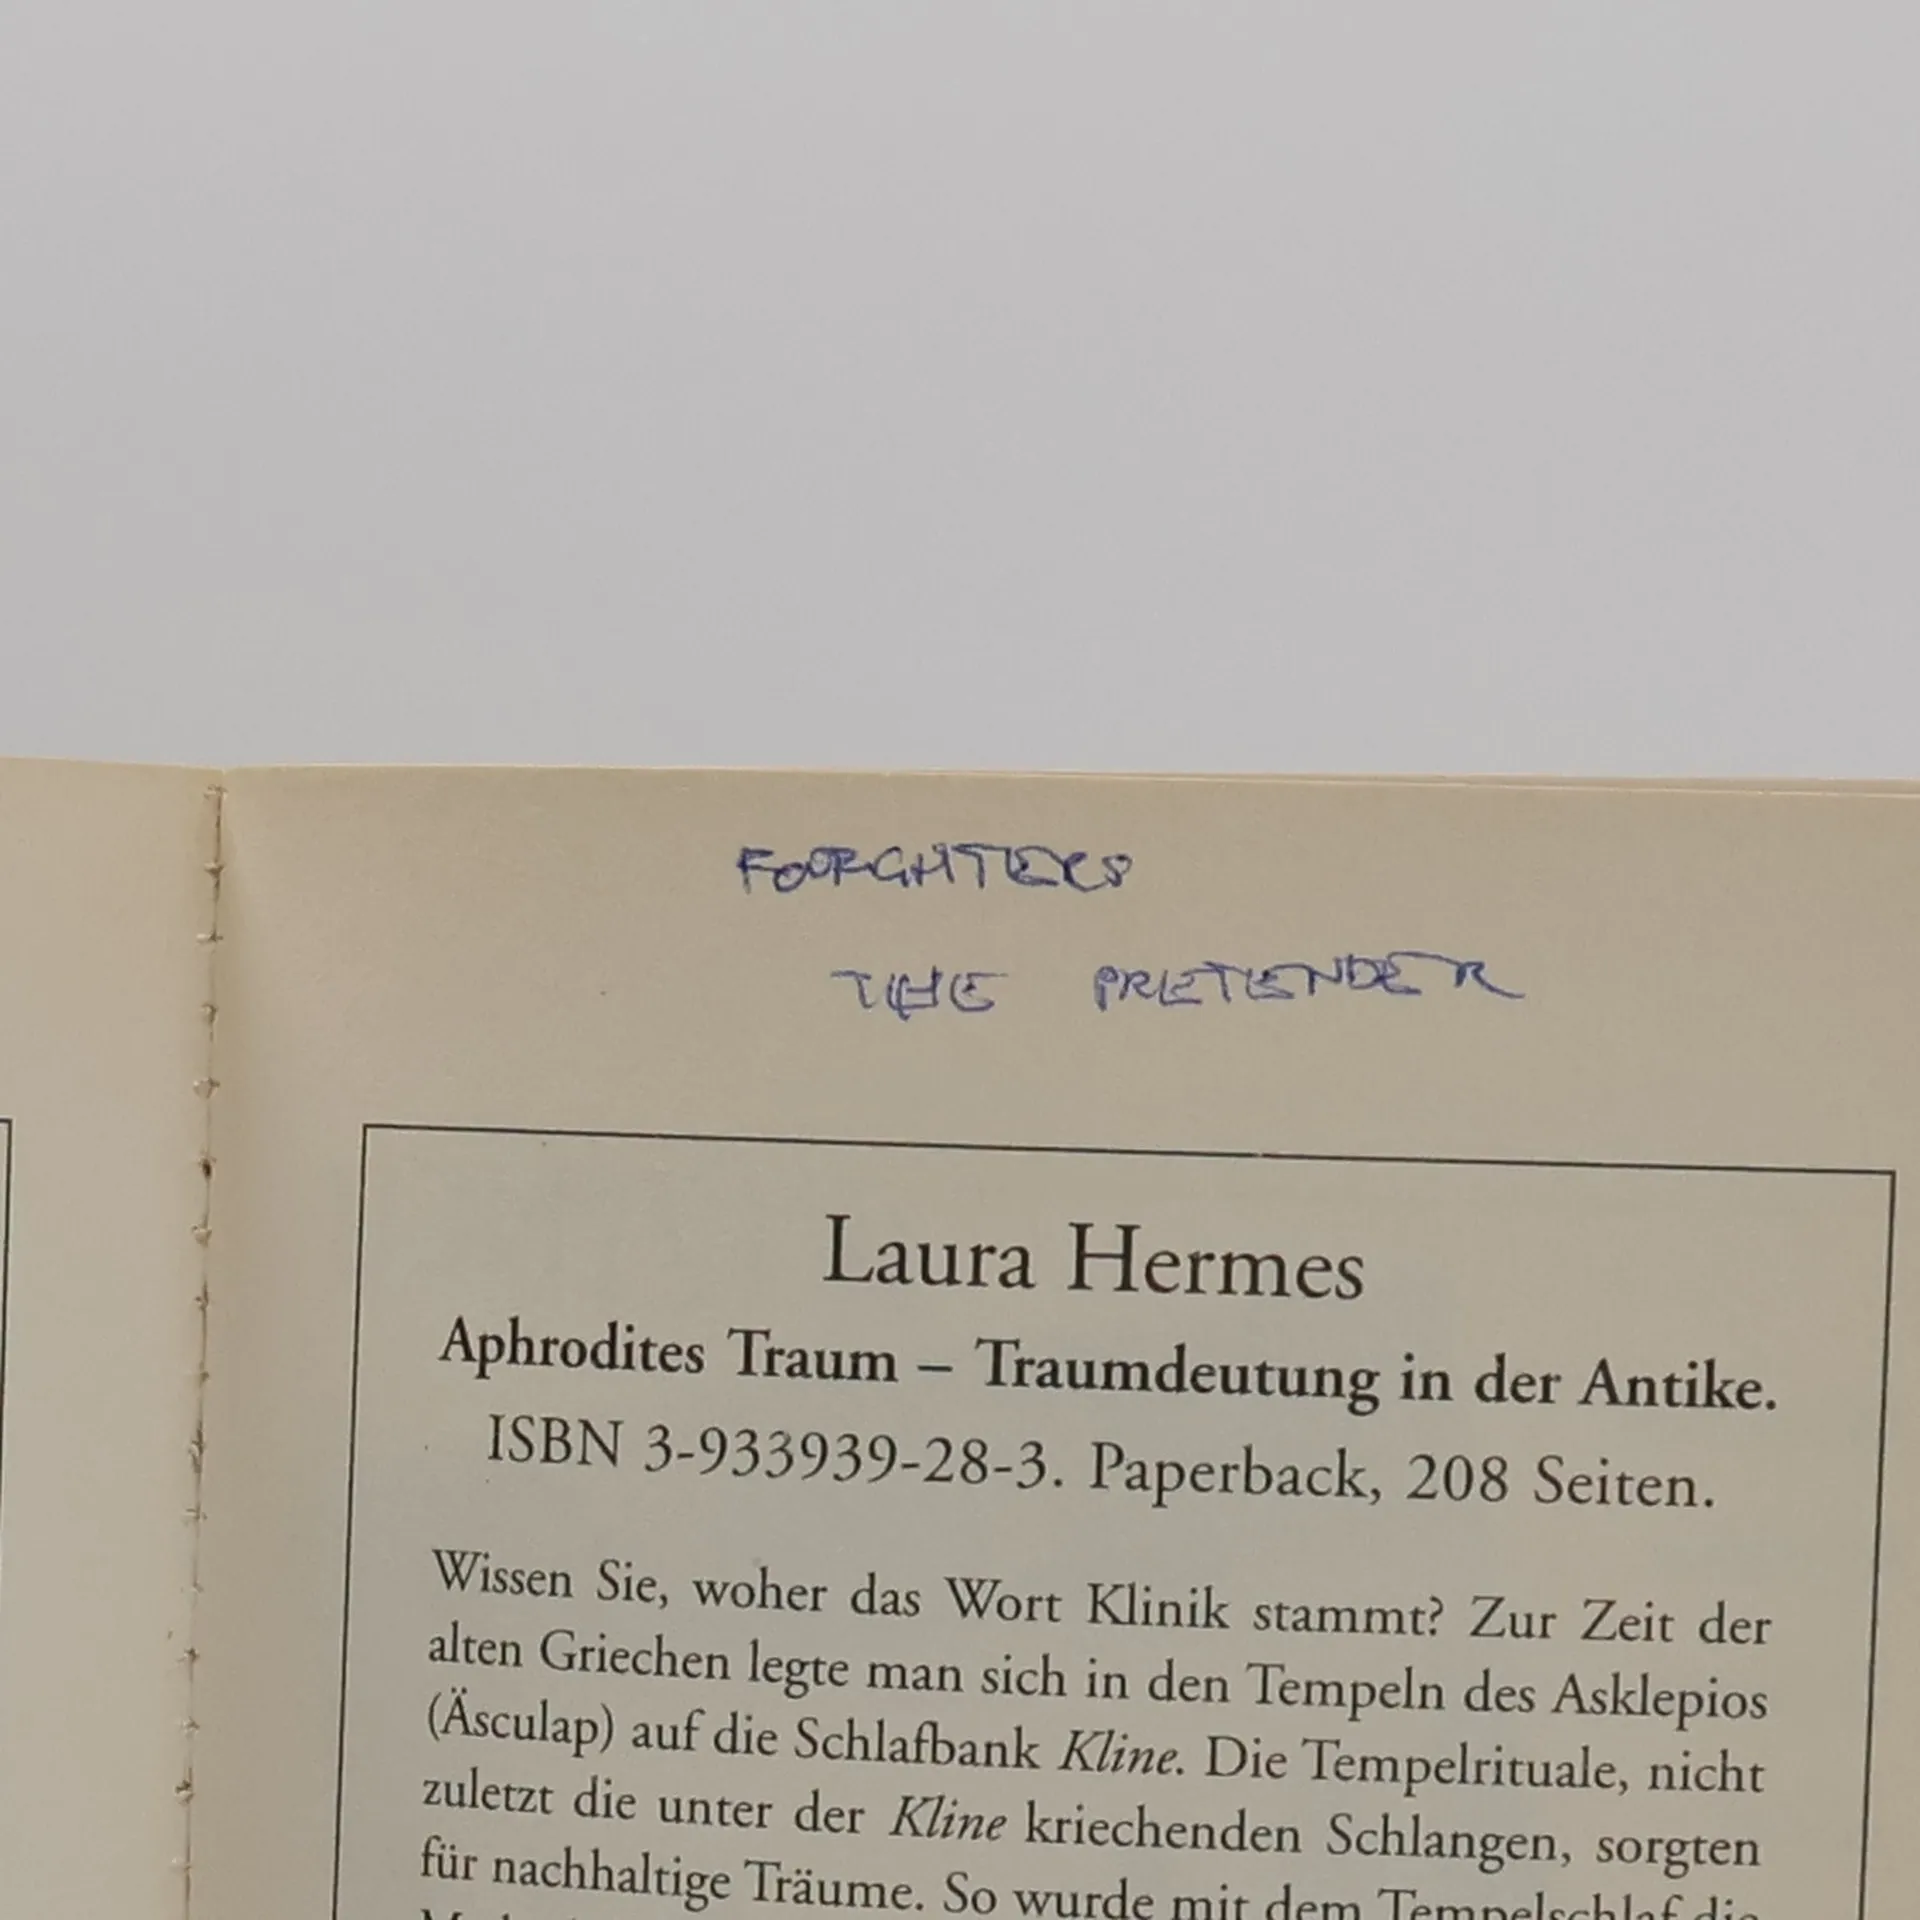 FOOFGHTERS
THE PRETENDER
Laura Hermes
Aphrodites Traum – Traumdeutung in der Antike.
ISBN 3-933939-28-3. Paperback, 208 Seiten.
Wissen Sie, woher das Wort Klinik stammt? Zur Zeit der
alten Griechen legte man sich in den Tempeln des Asklepios
(Äsculap) auf die Schlafbank Kline. Die Tempelrituale, nicht
zuletzt die unter der Kline kriechenden Schlangen, sorgten
für nachhaltige Träume. So wurde mit dem Tempelschlaf die